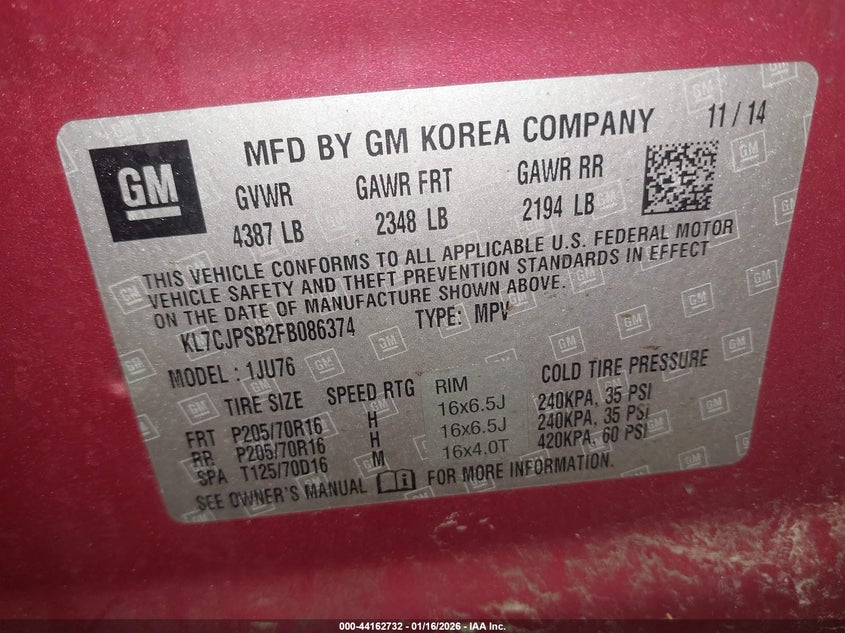 GM
MFD BY GM KOREA COMPANY 11/14
GVWR GAWR FRT GAWR RR
4387 LB 2348 LB 2194 LB
THIS VEHICLE CONFORMS TO ALL APPLICABLE U.S. FEDERAL MOTOR
VEHICLE SAFETY AND THEFT PREVENTION STANDARDS IN EFFECT
ON THE DATE OF MANUFACTURE SHOWN ABOVE.
KL7CJPSB2FB086374 TYPE: MPV
MODEL : 1JU76
TIRE SIZE SPEED RTG RIM COLD TIRE PRESSURE
FRT P205/70R16 H 16x6.5J 240KPA, 35 PSI
RR P205/70R16 H 16x6.5J 240KPA, 35 PSI
SPA T125/70D16 M 16x4.0T 420KPA, 60 PSI
SEE OWNER'S MANUAL FOR MORE INFORMATION.
000-44162732 - 01/16/2026 - IAA Inc.